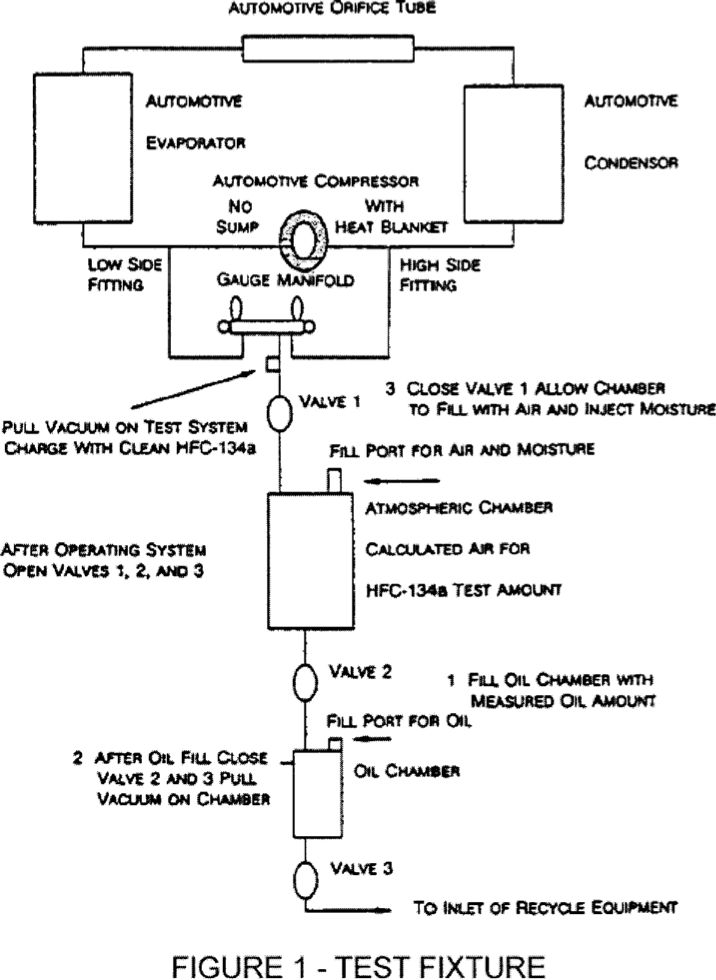 AUTOMOTIVE ORIFICE TUBE
AUTOMOTIVE
EVAPORATOR
AUTOMOTIVE
CONDENSOR
AUTOMOTIVE COMPRESSOR
NO
SUMP
WITH
HEAT BLANKET
LOW SIDE
FITTING
GAUGE MANIFOLD
HIGH SIDE
FITTING
VALVE 1
3 CLOSE VALVE 1 ALLOW CHAMBER
TO FILL WITH AIR AND INJECT MOISTURE
PULL VACUUM ON TEST SYSTEM
CHARGE WITH CLEAN HFC-134a
FILL PORT FOR AIR AND MOISTURE
ATMOSPHERIC CHAMBER
CALCULATED AIR FOR
HFC-134a TEST AMOUNT
AFTER OPERATING SYSTEM
OPEN VALVES 1, 2, AND 3
VALVE 2
1 FILL OIL CHAMBER WITH
MEASURED OIL AMOUNT
FILL PORT FOR OIL
2 AFTER OIL FILL CLOSE
VALVE 2 AND 3 PULL
VACUUM ON CHAMBER
OIL CHAMBER
VALVE 3
TO INLET OF RECYCLE EQUIPMENT
FIGURE 1 - TEST FIXTURE